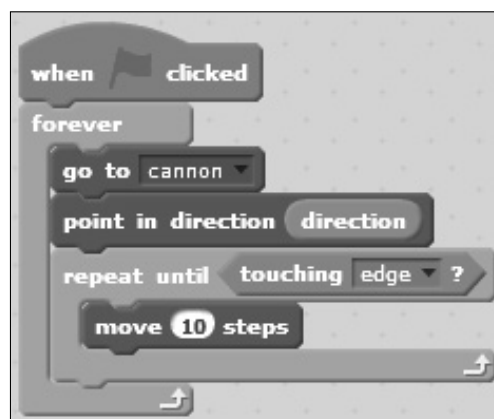 when clicked
forever
go to cannon
point in direction direction
repeat until touching edge ?
move 10 steps